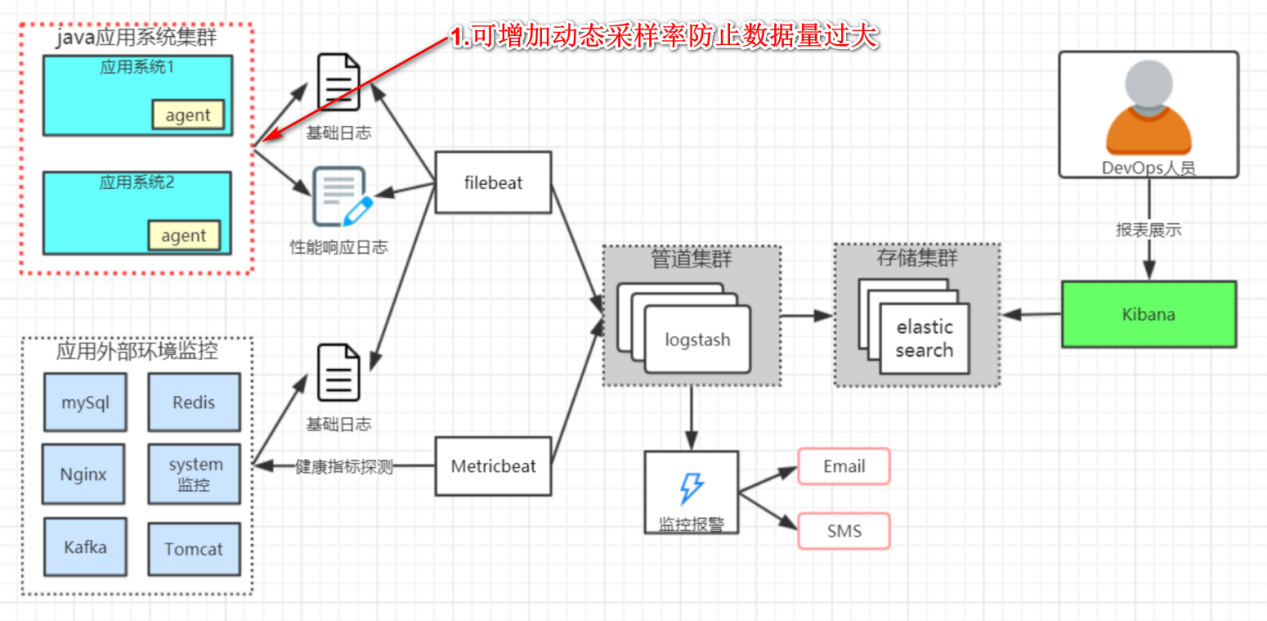 1.可增加动态采样率防止数据量过大
java应用系统集群
应用系统1
agent
应用系统2
agent
基础日志
性能响应日志
filebeat
应用外部环境监控
mySql
Redis
Nginx
system
监控
Kafka
Tomcat
基础日志
健康指标探测
Metricbeat
管道集群
logstash
存储集群
elastic
search
监控报警
Email
SMS
DevOps人员
报表展示
Kibana